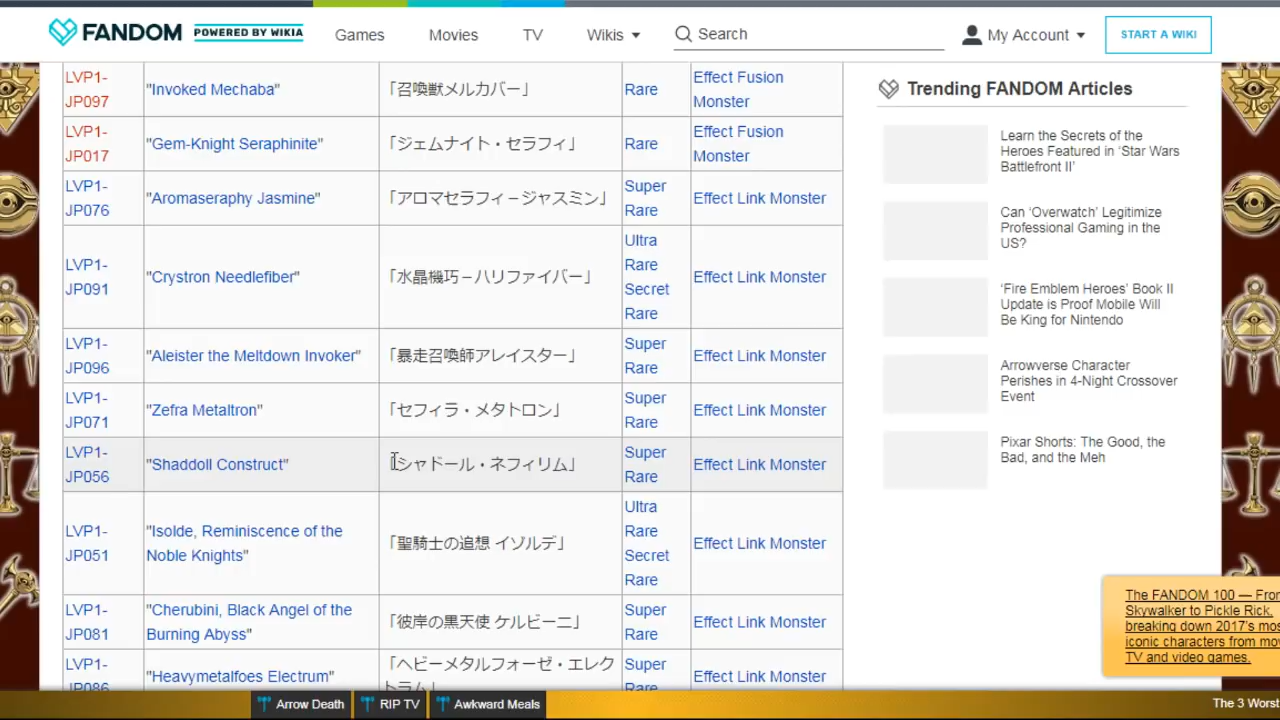 FANDOM POWERED BY WIKIA Games Movies TV Wikis Search My Account START A WIKI
LVP1-
JP097
"Invoked Mechaba"
「召喚獣メルカバー」
Rare
Effect Fusion
Monster
LVP1-
JP017
"Gem-Knight Seraphinite"
「ジェムナイト・セラフィ」
Rare
Effect Fusion
Monster
LVP1-
JP076
"Aromaseraphy Jasmine"
「アロマセラフィ－ジャスミン」
Super
Rare
Effect Link Monster
LVP1-
JP091
"Crystron Needlefiber"
「水晶機巧－ハリファイバー」
Ultra
Rare
Secret
Rare
Effect Link Monster
LVP1-
JP096
"Aleister the Meltdown Invoker"
「暴走召喚師アレイスター」
Super
Rare
Effect Link Monster
LVP1-
JP071
"Zefra Metaltron"
「セフィラ・メタトロン」
Super
Rare
Effect Link Monster
LVP1-
JP056
"Shaddoll Construct"
「シャドール・ネフィリム」
Super
Rare
Effect Link Monster
LVP1-
JP051
"Isolde, Reminiscence of the
Noble Knights"
「聖騎士の追想 イゾルデ」
Ultra
Rare
Secret
Rare
Effect Link Monster
LVP1-
JP081
"Cherubini, Black Angel of the
Burning Abyss"
「彼岸の黒天使 ケルビーニ」
Super
Rare
Effect Link Monster
LVP1-
JP086
"Heavymetalfoes Electrum"
「ヘビーメタルフォーゼ・エレク
トラム」
Super
Rare
Effect Link Monster
Trending FANDOM Articles
Learn the Secrets of the
Heroes Featured in ‘Star Wars
Battlefront II’
Can ‘Overwatch’ Legitimize
Professional Gaming in the
US?
‘Fire Emblem Heroes’ Book II
Update is Proof Mobile Will
Be King for Nintendo
Arrowverse Character
Perishes in 4-Night Crossover
Event
Pixar Shorts: The Good, the
Bad, and the Meh
The FANDOM 100 — From
Skywalker to Pickle Rick,
breaking down 2017's mos
iconic characters from mov
TV and video games.
Arrow Death RIP TV Awkward Meals The 3 Worst